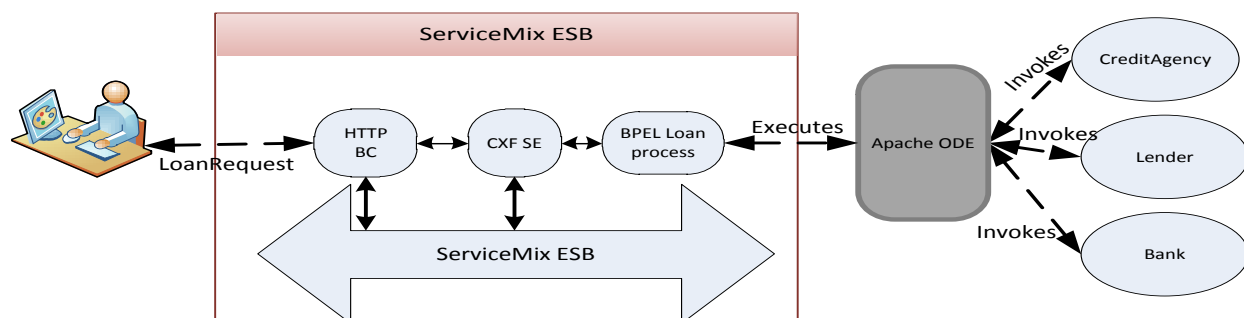 ServiceMix ESB
LoanRequest
HTTP
BC
CXF SE
BPEL Loan
process
Executes
Apache ODE
Invokes
CreditAgency
Invokes
Lender
Invokes
Bank
ServiceMix ESB